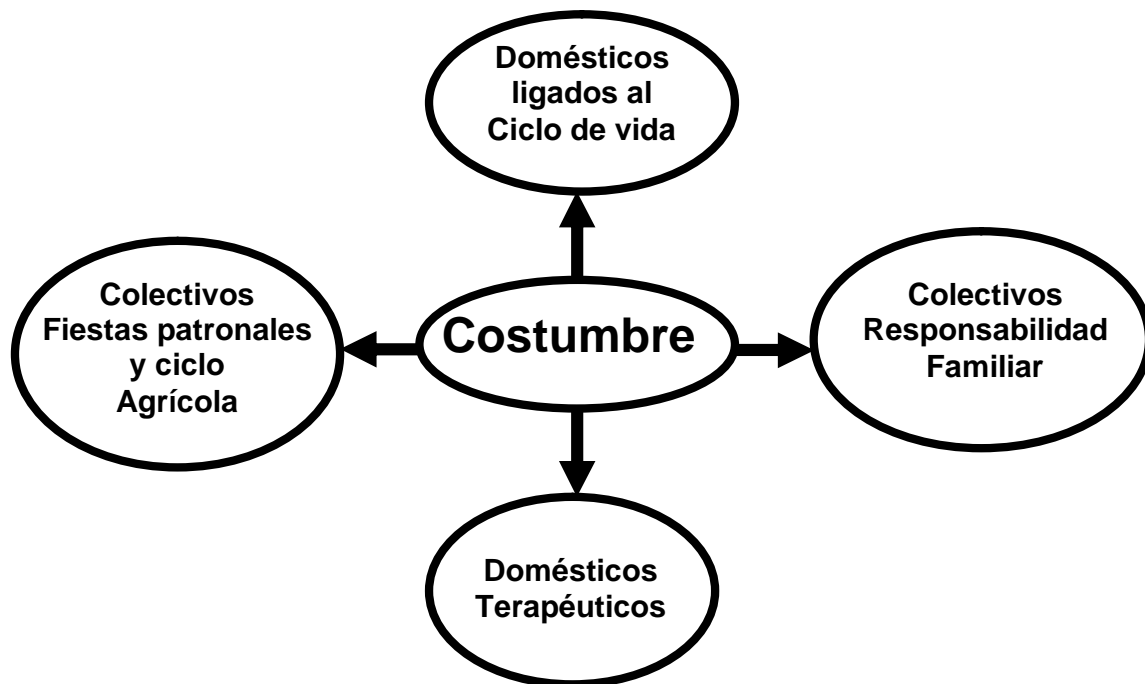 Domésticos
ligados al
Ciclo de vida
Colectivos
Fiestas patronales
y ciclo
Agrícola
Costumbre
Colectivos
Responsabilidad
Familiar
Domésticos
Terapéuticos